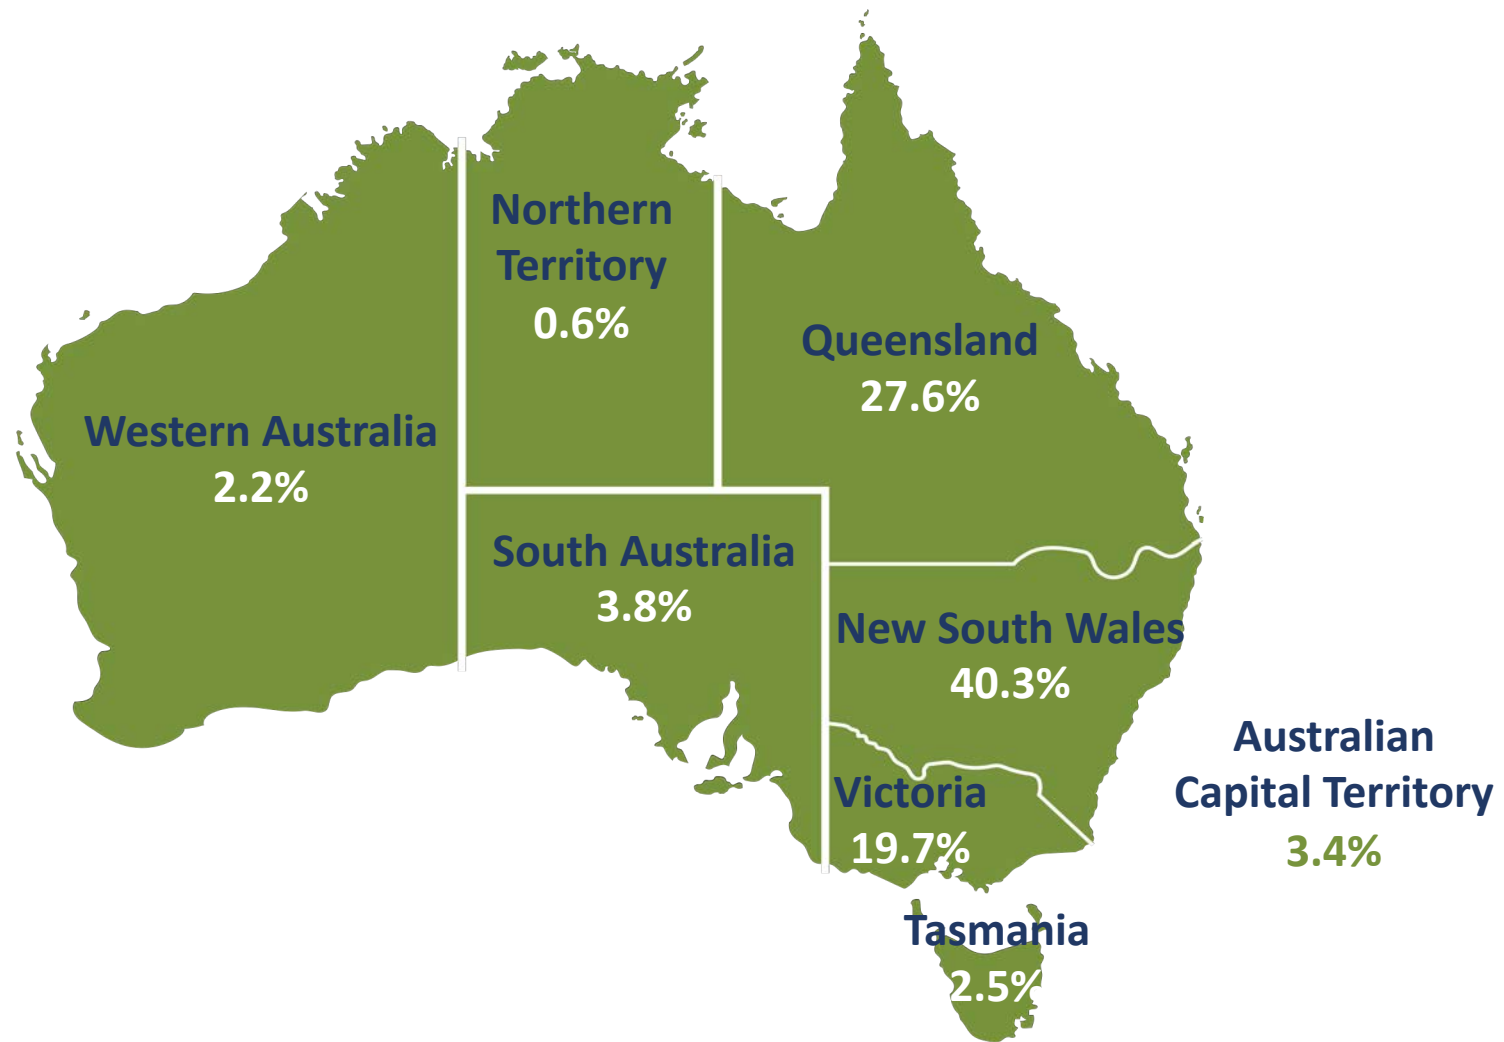 Northern
Territory
0.6%
Queensland
27.6%
Western Australia
2.2%
South Australia
3.8%
New South Wales
40.3%
Australian
Capital Territory
3.4%
Victoria
19.7%
Tasmania
2.5%